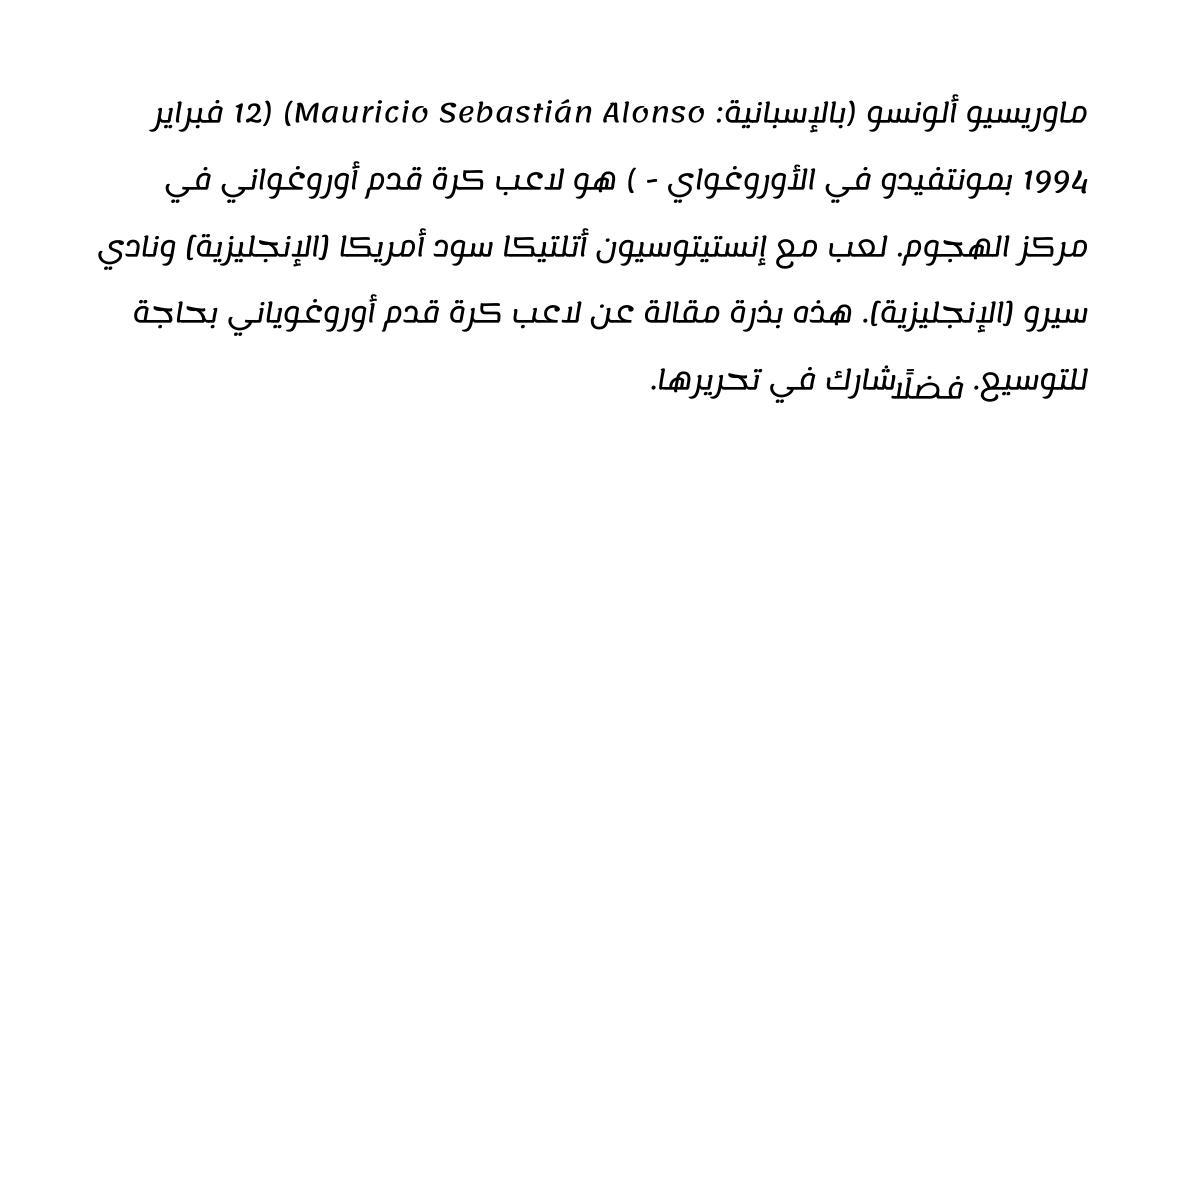 ماوريسيو ألونسو (بالإسبانية: Mauricio Sebastián Alonso)‏ (12 فبراير
1994 بمونتفيدو في الأوروغواي - ) هو لاعب كرة قدم أوروغواني في
مركز الهجوم. لعب مع إنستيتوسيون أتلتيكا سود أمريكا [الإنجليزية] ونادي
سيرو [الإنجليزية]. هذه بذرة مقالة عن لاعب كرة قدم أوروغوياني بحاجة
للتوسيع. فضلًاشارك في تحريرها.